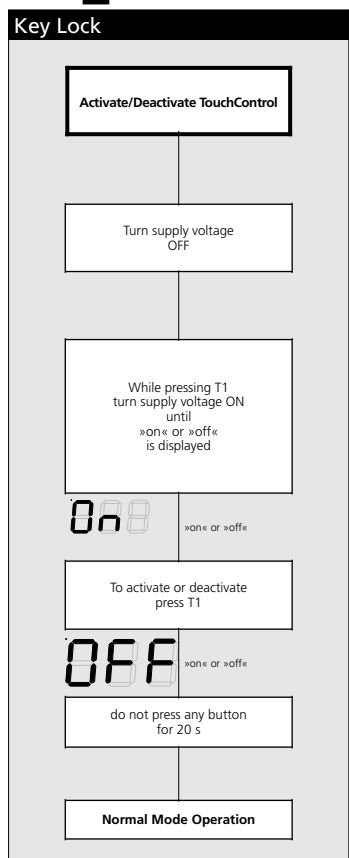 Key Lock
Activate/Deactivate TouchControl
Turn supply voltage
OFF
While pressing T1
turn supply voltage ON
until
»on« or »off«
is displayed
On
»on« or »off«
To activate or deactivate
press T1
OFF
»on« or »off«
do not press any button
for 20 s
Normal Mode Operation